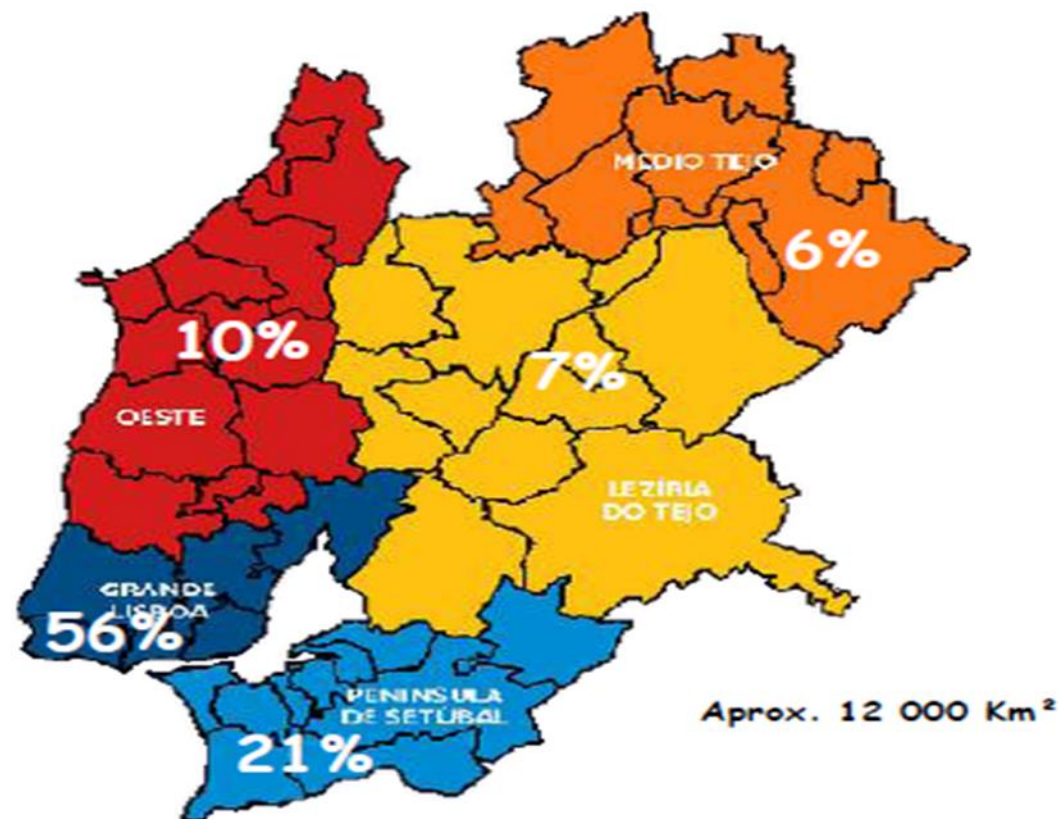 MÉDIO TEJO
6%
10%
7%
OESTE
LEZÍRIA
DO TEJO
GRANDE
LISBOA
56%
PENINSULA
DE SETÚBAL
Aprox. 12 000 Km²
21%